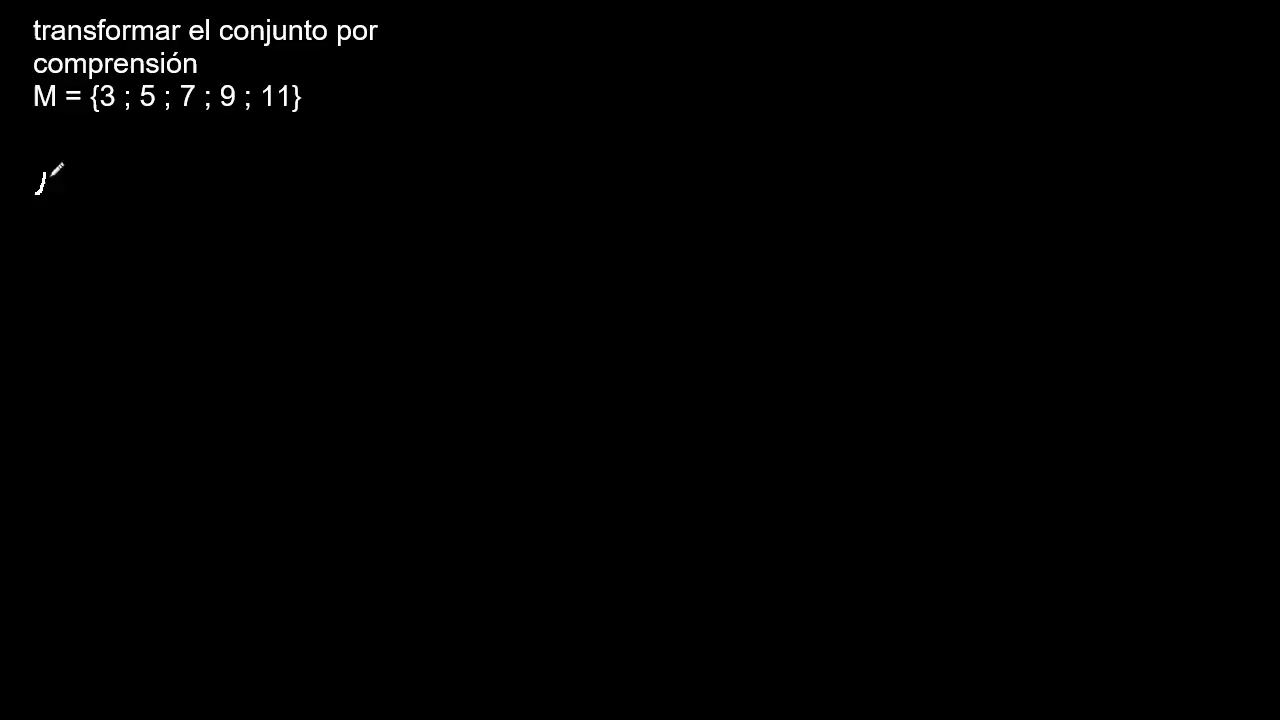 transformar el conjunto por
comprensión
M = {3 ; 5 ; 7 ; 9 ; 11}